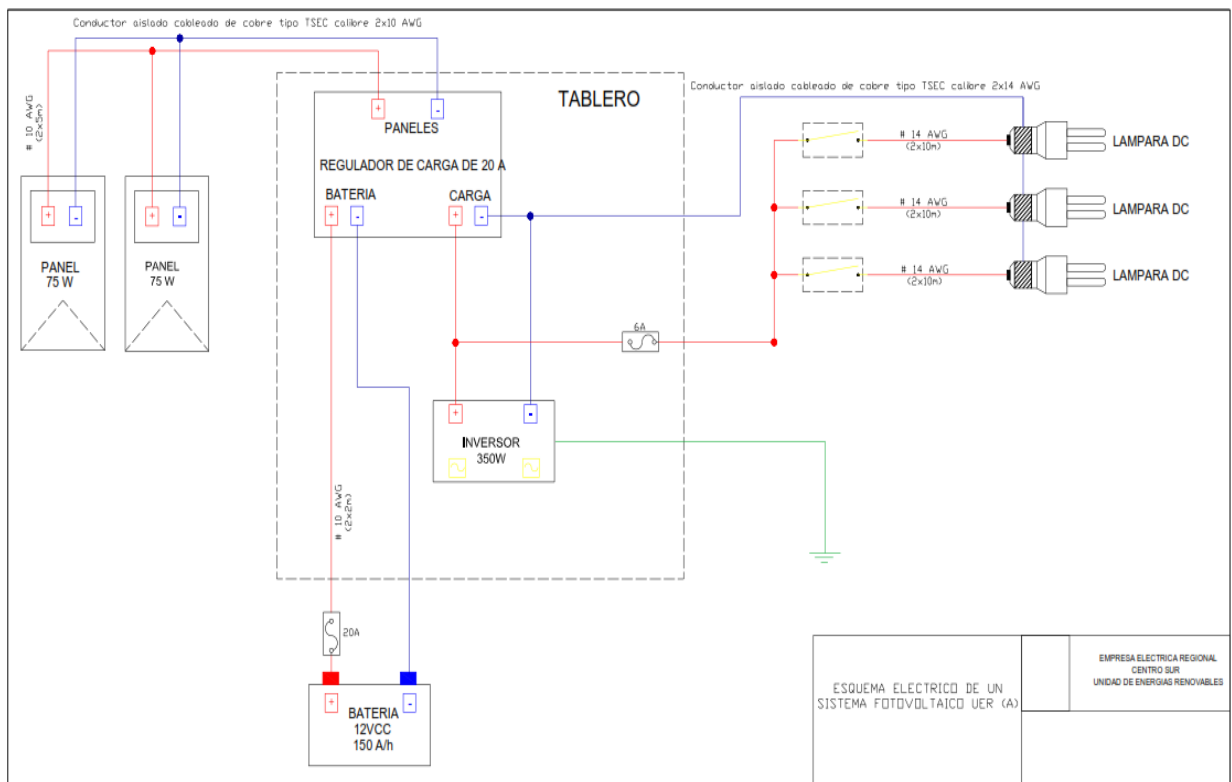 Conductor aislado cableado de cobre tipo TSEC calibre 2x10 AWG
# 10 AWG
(2x5m)
+
-
+
-
PANEL
75 W
PANEL
75 W
TABLERO
+
-
PANELES
REGULADOR DE CARGA DE 20 A
BATERIA
CARGA
+
-
+
-
Conductor aislado cableado de cobre tipo TSEC calibre 2x14 AWG
# 14 AWG
(2x10m)
LAMPARA DC
# 14 AWG
(2x10m)
LAMPARA DC
# 14 AWG
(2x10m)
LAMPARA DC
6A
+
-
INVERSOR
350W
# 10 AWG
(2x2m)
20A
+
-
BATERIA
12VCC
150 A/h
ESQUEMA ELECTRICO DE UN
SISTEMA FOTOVOLTAICO UER (A)
EMPRESA ELECTRICA REGIONAL
CENTRO SUR
UNIDAD DE ENERGIAS RENOVABLES